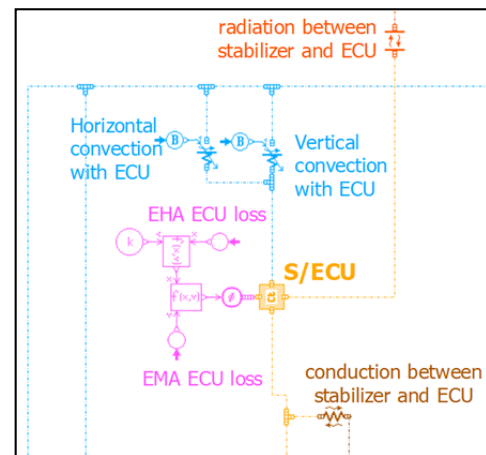 radiation between
stabilizer and ECU
Horizontal
convection
with ECU
B
B
Vertical
convection
with ECU
EHA ECU loss
k
x
f(x,y)
x
f(x,y)
Y
S/ECU
EMA ECU loss
conduction between
stabilizer and ECU